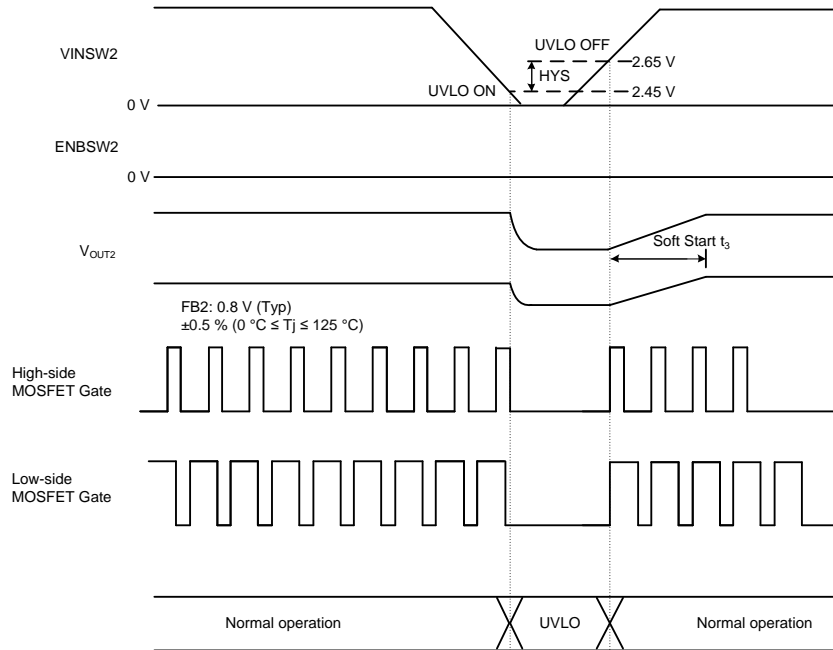 VINSW2
UVLO OFF
2.65 V
HYS
UVLO ON
2.45 V
0 V
ENBSW2
0 V
VOUT2
Soft Start t3
FB2: 0.8 V (Typ)
±0.5 % (0 °C ≤ Tj ≤ 125 °C)
High-side
MOSFET Gate
Low-side
MOSFET Gate
Normal operation
UVLO
Normal operation